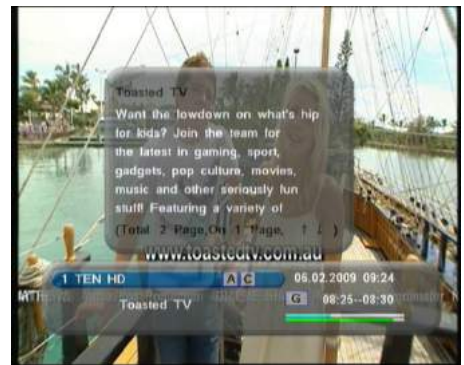 Toasted TV
Want the lowdown on what's hip
for kids? Join the team for
the latest in gaming, sport,
gadgets, pop culture, movies,
music and other seriously fun
stuff! Featuring a variety of
(Total 2 Page,On 1 Page, ↑ ↓ )
www.toastedtv.com.au
1 TEN HD A C 06.02.2009 09:24
Toasted TV G 08:25--08:30